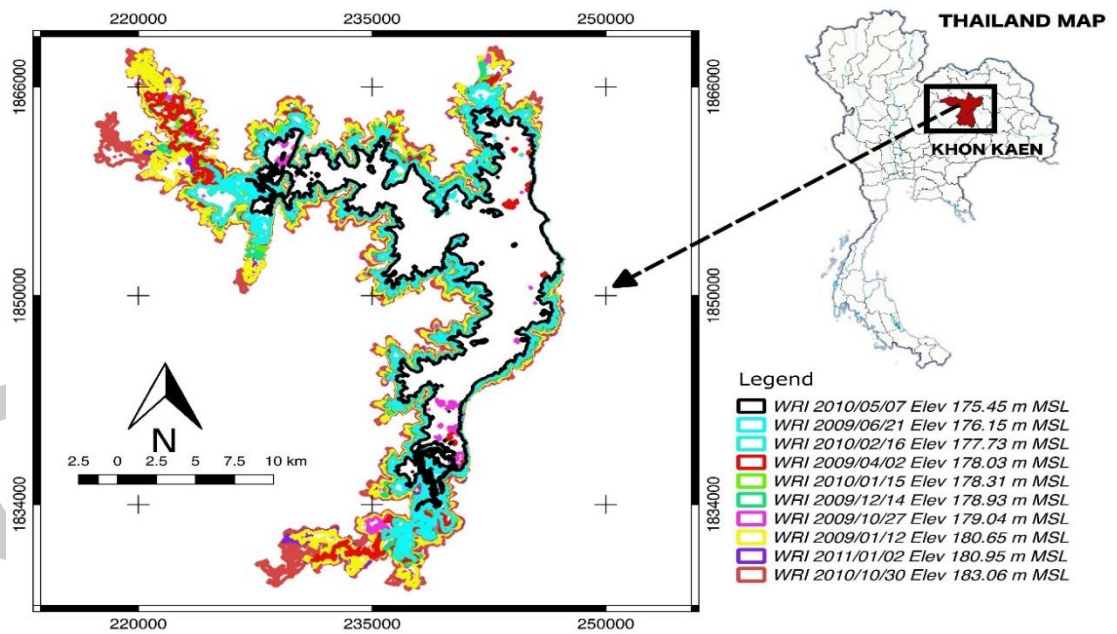 220000 235000 250000
THAILAND MAP
1866000 1866000
KHON KAEN
1850000 1850000
N
2.5 0 2.5 5 7.5 10 km
1834000 1834000
220000 235000 250000
Legend
WRI 2010/05/07 Elev 175.45 m MSL
WRI 2009/06/21 Elev 176.15 m MSL
WRI 2010/02/16 Elev 177.73 m MSL
WRI 2009/04/02 Elev 178.03 m MSL
WRI 2010/01/15 Elev 178.31 m MSL
WRI 2009/12/14 Elev 178.93 m MSL
WRI 2009/10/27 Elev 179.04 m MSL
WRI 2009/01/12 Elev 180.65 m MSL
WRI 2011/01/02 Elev 180.95 m MSL
WRI 2010/10/30 Elev 183.06 m MSL